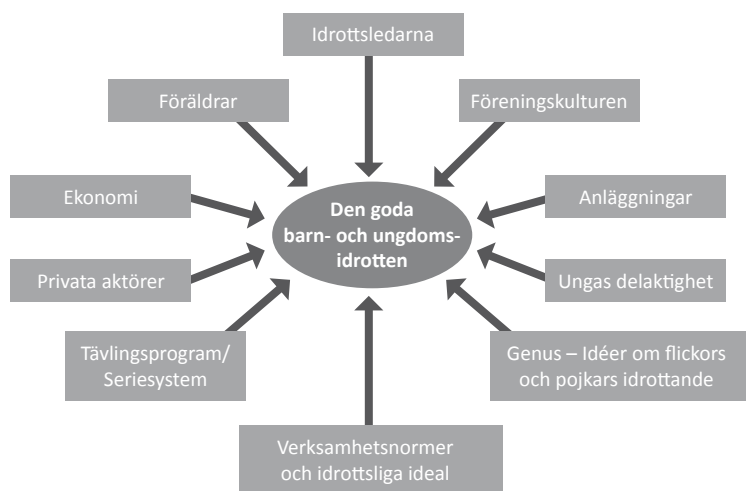 Idrottsledarna
Föräldrar
Föreningskulturen
Ekonomi
Den goda
barn- och ungdoms-
idrotten
Anläggningar
Privata aktörer
Ungas delaktighet
Tävlingsprogram/
Seriesystem
Genus – Idéer om flickors
och pojkars idrottande
Verksamhetsnormer
och idrottsliga ideal